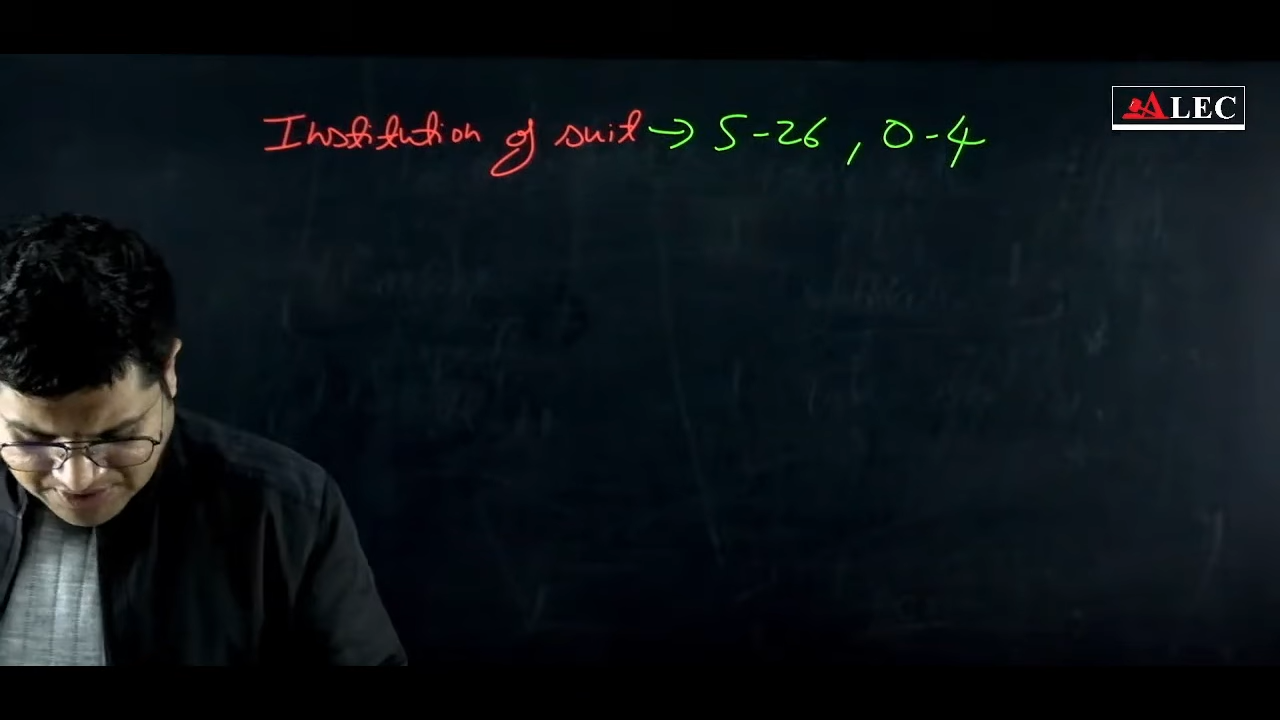 Institution of suit → S-26, O-4
ALEC